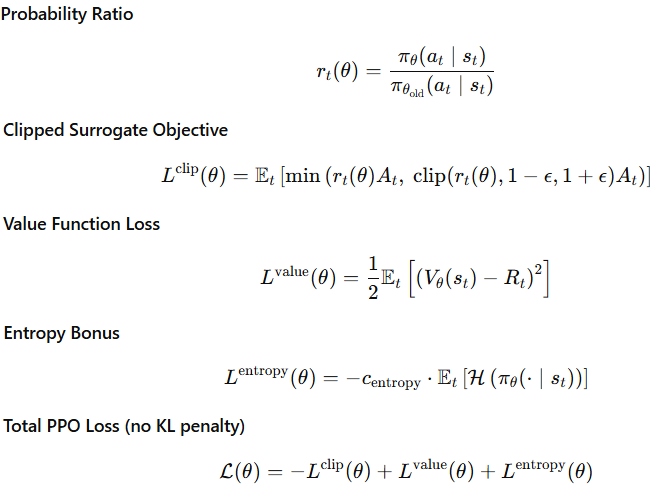 Probability Ratio
r_t(θ) = π_θ(a_t | s_t) / π_θ_old(a_t | s_t)
Clipped Surrogate Objective
L^clip(θ) = 𝔼_t [min (r_t(θ)A_t, clip(r_t(θ), 1 − ϵ, 1 + ϵ)A_t)]
Value Function Loss
L^value(θ) = 1/2 𝔼_t [(V_θ(s_t) − R_t)^2]
Entropy Bonus
L^entropy(θ) = −c_entropy · 𝔼_t [ℋ (π_θ(· | s_t))]
Total PPO Loss (no KL penalty)
ℒ(θ) = −L^clip(θ) + L^value(θ) + L^entropy(θ)